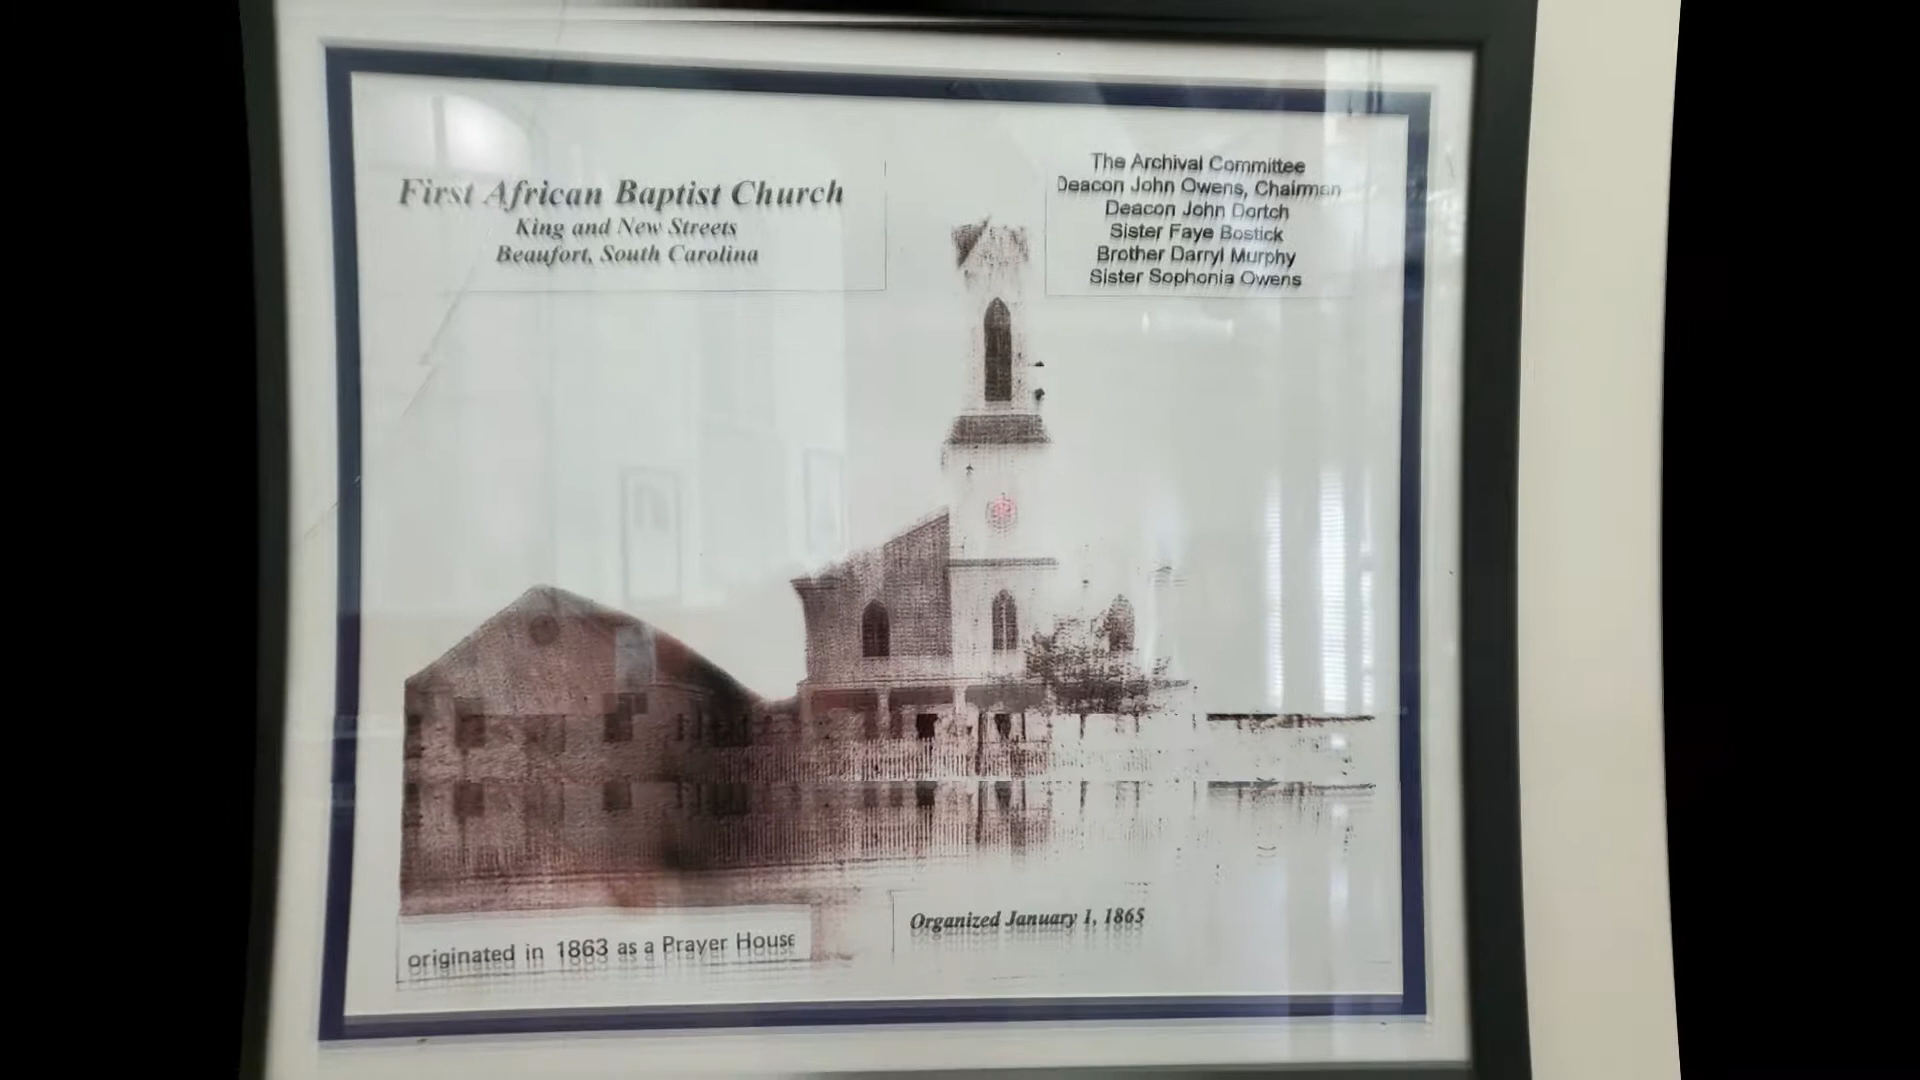 First African Baptist Church
King and New Streets
Beaufort, South Carolina
The Archival Committee
Deacon John Owens, Chairman
Deacon John Dortch
Sister Faye Bostick
Brother Darryl Murphy
Sister Sophonia Owens
originated in 1863 as a Prayer House
Organized January 1, 1865